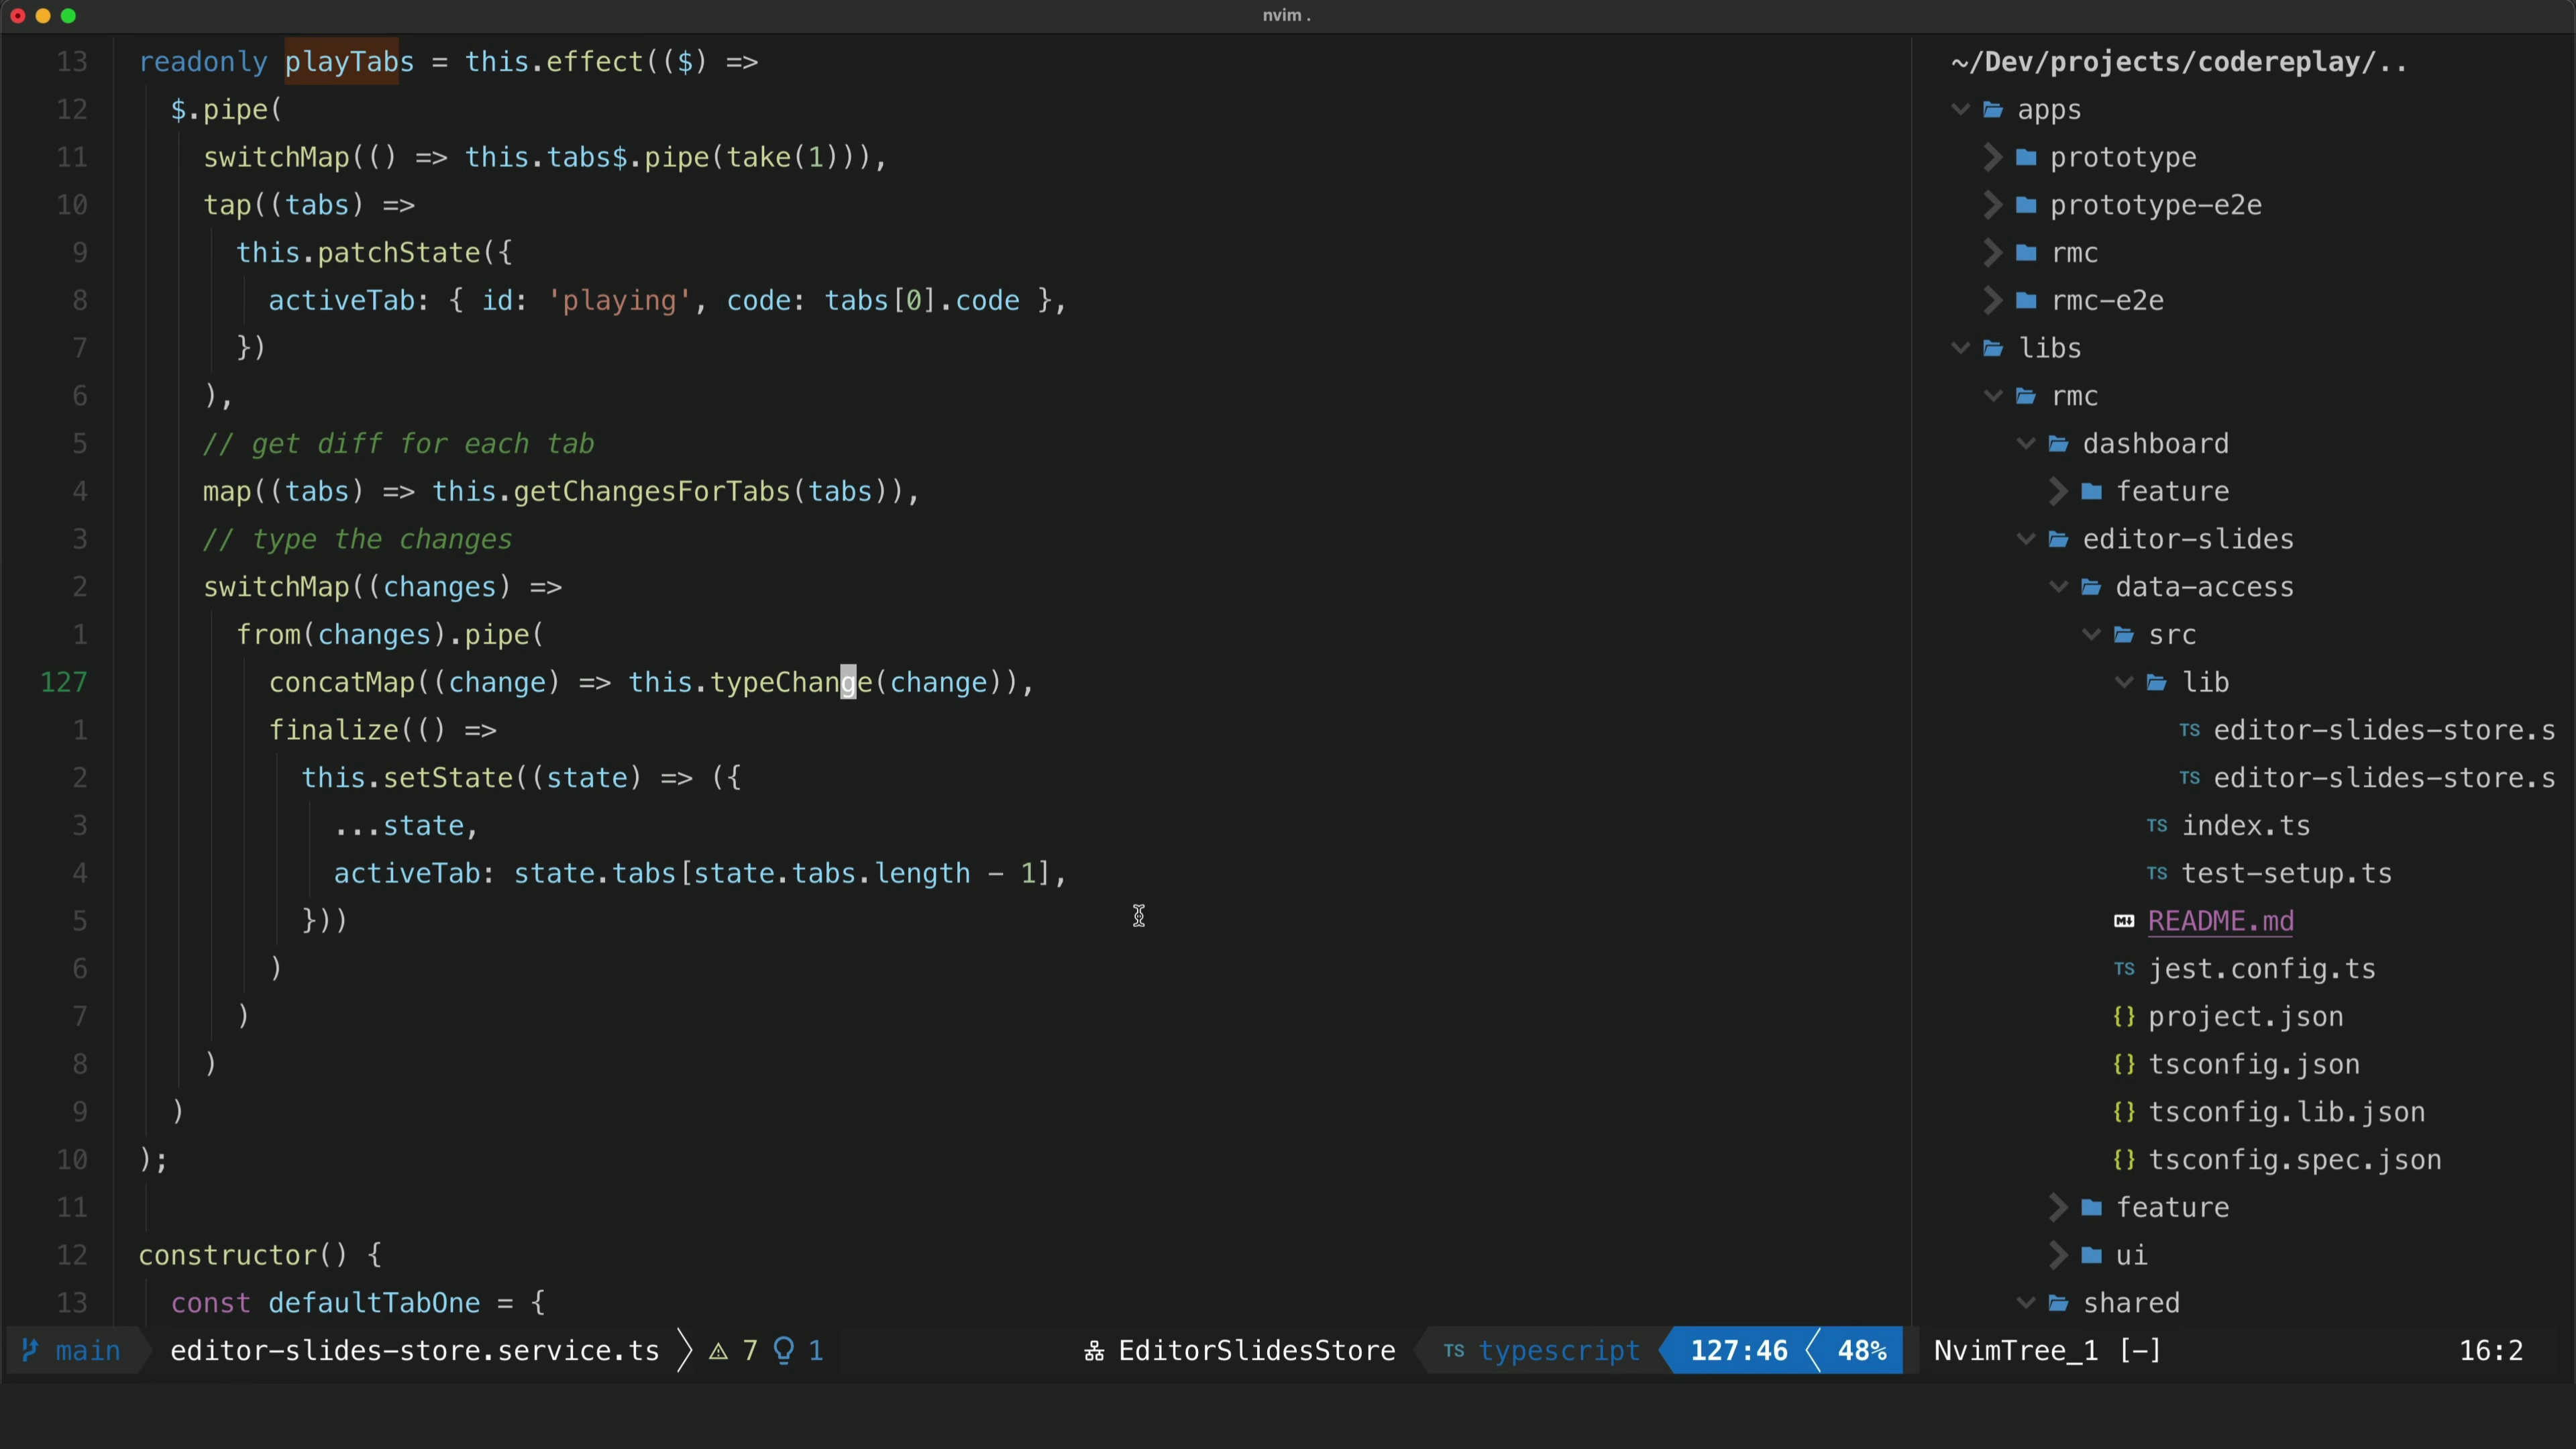 nvim .
13 readonly playTabs = this.effect(($) =>
12 $.pipe(
11 switchMap(() => this.tabs$.pipe(take(1))),
10 tap((tabs) =>
9 this.patchState({
8 activeTab: { id: 'playing', code: tabs[0].code },
7 })
6 ),
5 // get diff for each tab
4 map((tabs) => this.getChangesForTabs(tabs)),
3 // type the changes
2 switchMap((changes) =>
1 from(changes).pipe(
127 concatMap((change) => this.typeChange(change)),
1 finalize(() =>
2 this.setState((state) => ({
3 ...state,
4 activeTab: state.tabs[state.tabs.length - 1],
5 }))
6 )
7 )
8 )
9 )
10 );
11
12 constructor() {
13 const defaultTabOne = {
~/Dev/projects/codereplay/..
apps
prototype
prototype-e2e
rmc
rmc-e2e
libs
rmc
dashboard
feature
editor-slides
data-access
src
lib
TS editor-slides-store.s
TS editor-slides-store.s
TS index.ts
TS test-setup.ts
M↓ README.md
TS jest.config.ts
{} project.json
{} tsconfig.json
{} tsconfig.lib.json
{} tsconfig.spec.json
feature
ui
shared
main editor-slides-store.service.ts 7 1 EditorSlidesStore TS typescript 127:46 48% NvimTree_1 [-] 16:2